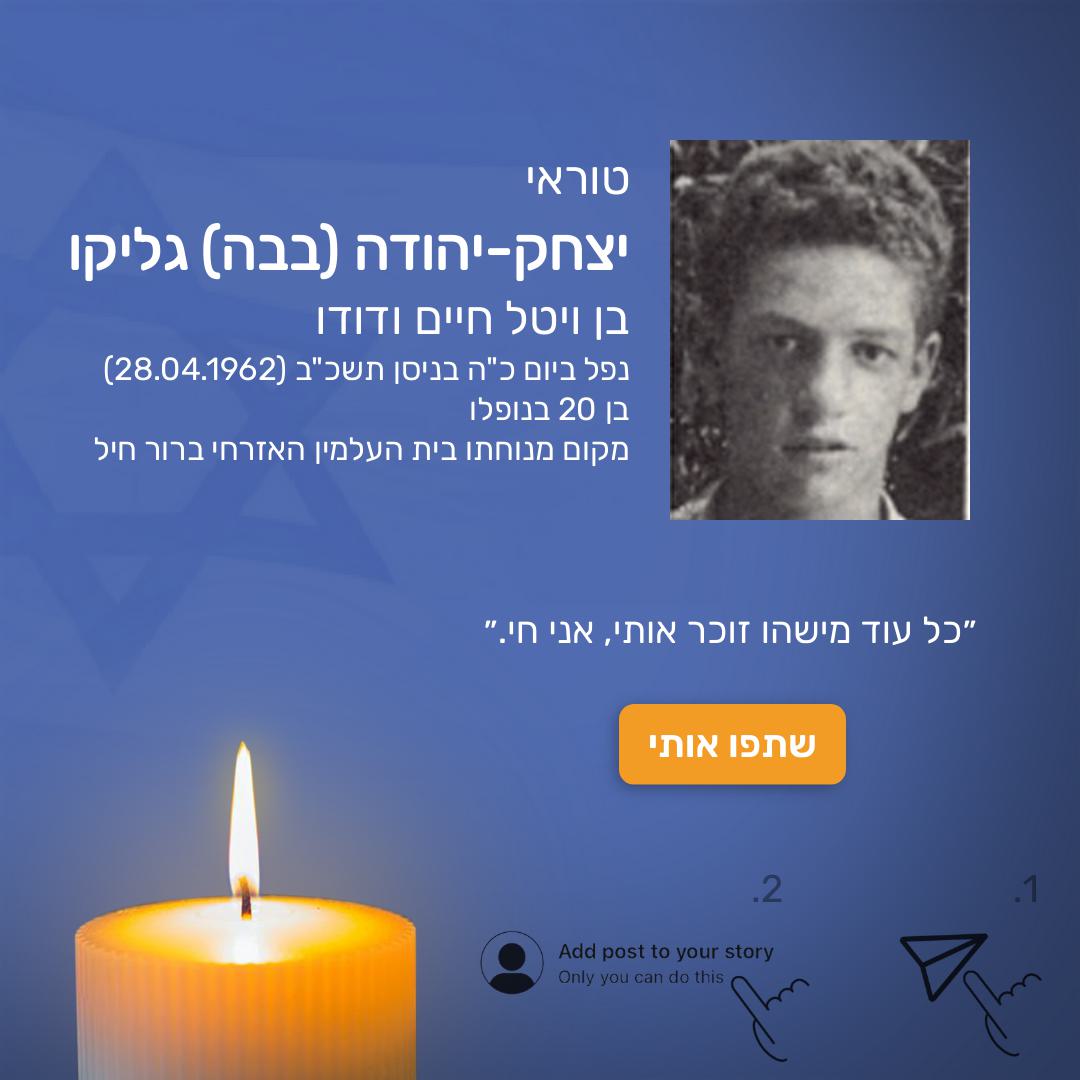 טוראי
יצחק-יהודה (בבה) גליקו
בן ויטל חיים ודודו
נפל ביום כ"ה בניסן תשכ"ב (28.04.1962)
בן 20 בנופלו
מקום מנוחתו בית העלמין האזרחי ברור חיל
״כל עוד מישהו זוכר אותי, אני חי.״
שתפו אותי
.1
.2
Add post to your story
Only you can do this